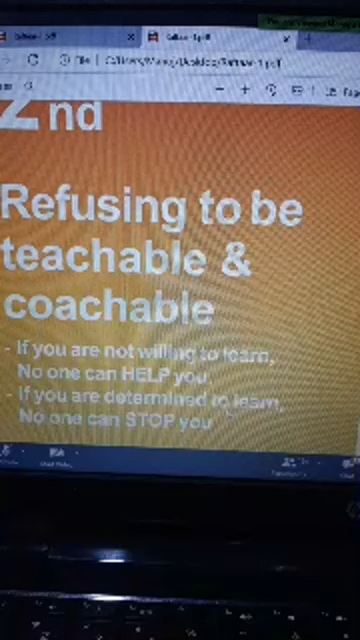 2nd
Refusing to be
teachable &
coachable
- If you are not willing to learn,
No one can HELP you
- If you are determined to learn,
No one can STOP you